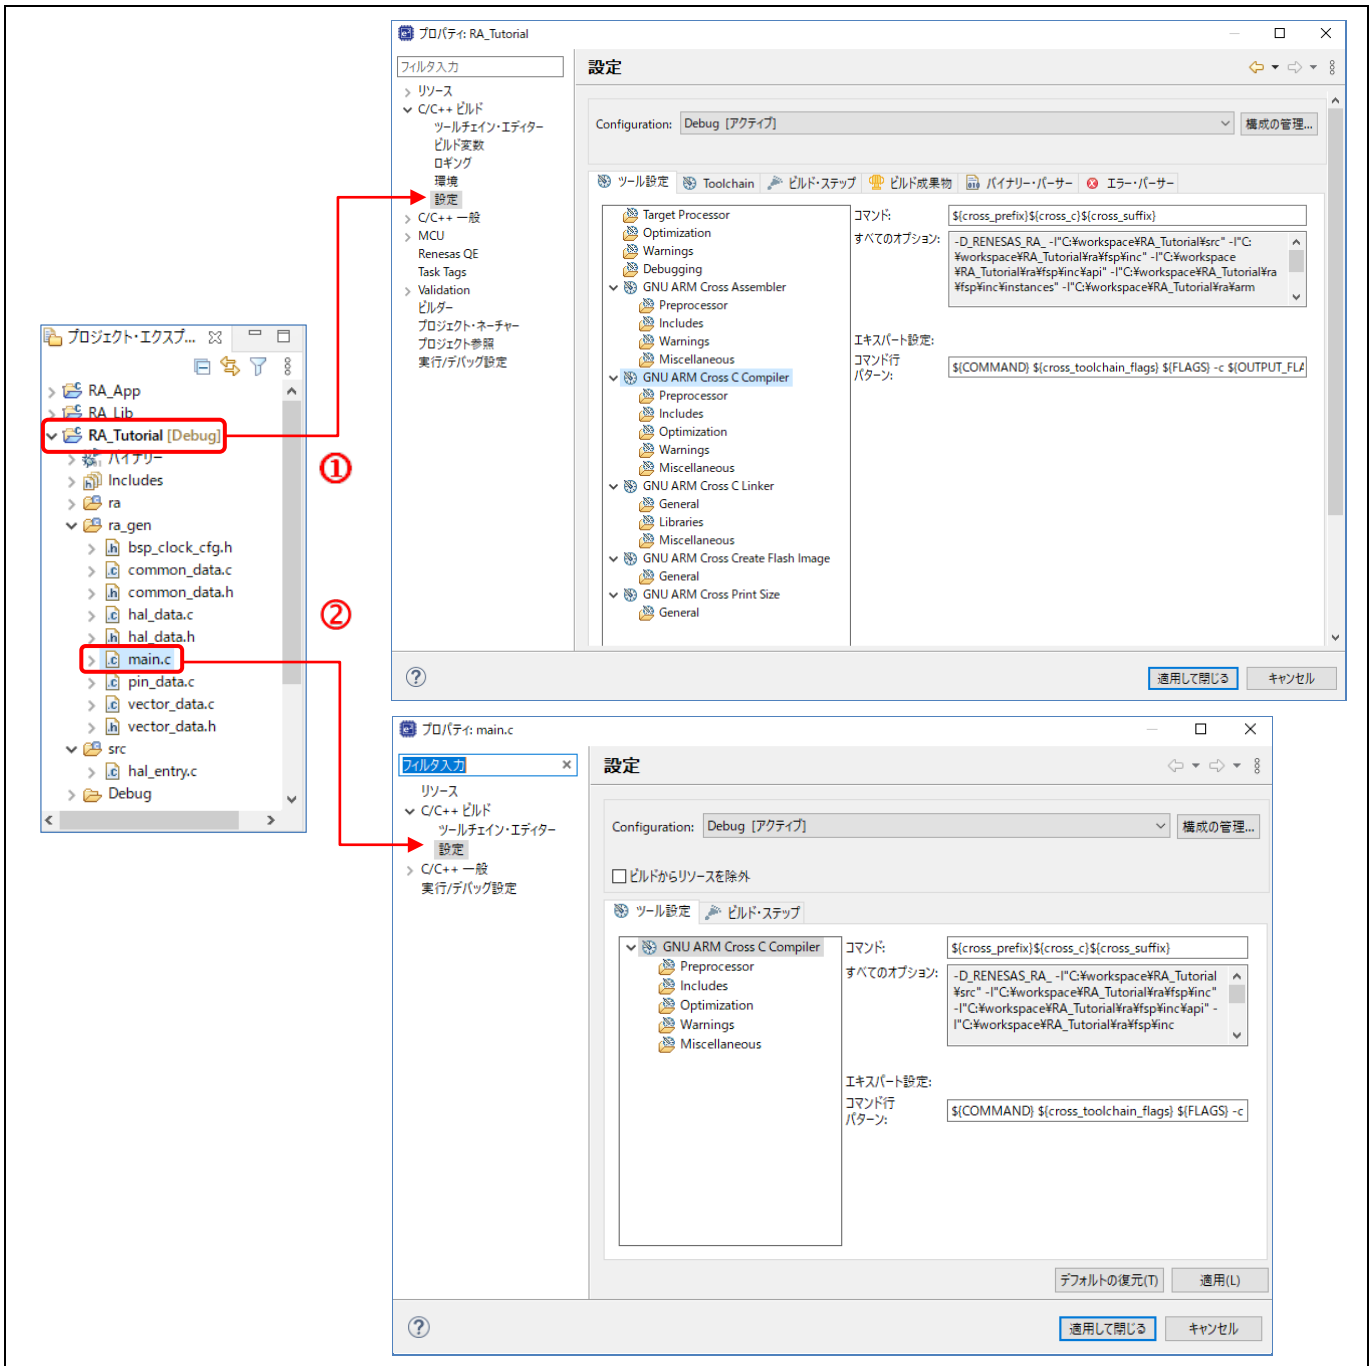 プロパティ: RA_Tutorial
フィルタ入力
設定
リソース
C/C++ ビルド
ツールチェイン・エディター
ビルド変数
ロギング
環境
設定
C/C++ 一般
MCU
Renesas QE
Task Tags
Validation
ビルダー
プロジェクト・ネーチャー
プロジェクト参照
実行/デバッグ設定
Configuration: Debug [アクティブ]
構成の管理...
ツール設定 Toolchain ビルド・ステップ ビルド成果物 バイナリー・パーサー エラー・パーサー
Target Processor
Optimization
Warnings
Debugging
GNU ARM Cross Assembler
Preprocessor
Includes
Warnings
Miscellaneous
GNU ARM Cross C Compiler
Preprocessor
Includes
Optimization
Warnings
Miscellaneous
GNU ARM Cross C Linker
General
Libraries
Miscellaneous
GNU ARM Cross Create Flash Image
General
GNU ARM Cross Print Size
General
コマンド: ${cross_prefix}${cross_c}${cross_suffix}
すべてのオプション: -D_RENESAS_RA_ -I"C:¥workspace¥RA_Tutorial¥src" -I"C:
¥workspace¥RA_Tutorial¥ra¥fsp¥inc" -I"C:¥workspace
¥RA_Tutorial¥ra¥fsp¥inc¥api" -I"C:¥workspace¥RA_Tutorial¥ra
¥fsp¥inc¥instances" -I"C:¥workspace¥RA_Tutorial¥ra¥arm
エキスパート設定:
コマンド行
パターン: ${COMMAND} ${cross_toolchain_flags} ${FLAGS} -c ${OUTPUT_FLA
適用して閉じる キャンセル
プロジェクト・エクスプ...
RA_App
RA_Lib
RA_Tutorial [Debug]
バイナリー
Includes
ra
ra_gen
bsp_clock_cfg.h
common_data.c
common_data.h
hal_data.c
hal_data.h
main.c
pin_data.c
vector_data.c
vector_data.h
src
hal_entry.c
Debug
①
②
プロパティ: main.c
フィルタ入力
設定
リソース
C/C++ ビルド
ツールチェイン・エディター
設定
C/C++ 一般
実行/デバッグ設定
Configuration: Debug [アクティブ]
構成の管理...
ビルドからリソースを除外
ツール設定 ビルド・ステップ
GNU ARM Cross C Compiler
Preprocessor
Includes
Optimization
Warnings
Miscellaneous
コマンド: ${cross_prefix}${cross_c}${cross_suffix}
すべてのオプション: -D_RENESAS_RA_ -I"C:¥workspace¥RA_Tutorial
¥src" -I"C:¥workspace¥RA_Tutorial¥ra¥fsp¥inc"
-I"C:¥workspace¥RA_Tutorial¥ra¥fsp¥inc¥api" -
I"C:¥workspace¥RA_Tutorial¥ra¥fsp¥inc
エキスパート設定:
コマンド行
パターン: ${COMMAND} ${cross_toolchain_flags} ${FLAGS} -c
デフォルトの復元(T) 適用(L)
適用して閉じる キャンセル